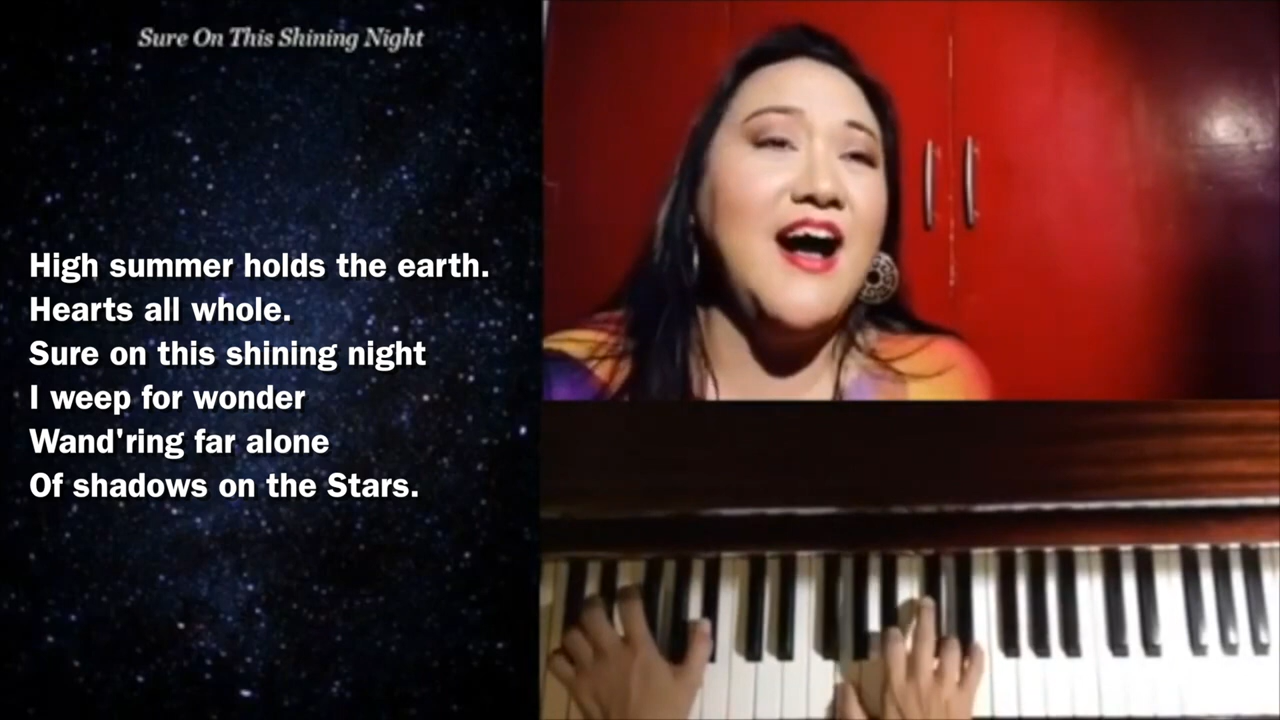 Sure On This Shining Night
High summer holds the earth.
Hearts all whole.
Sure on this shining night
I weep for wonder
Wand'ring far alone
Of shadows on the Stars.